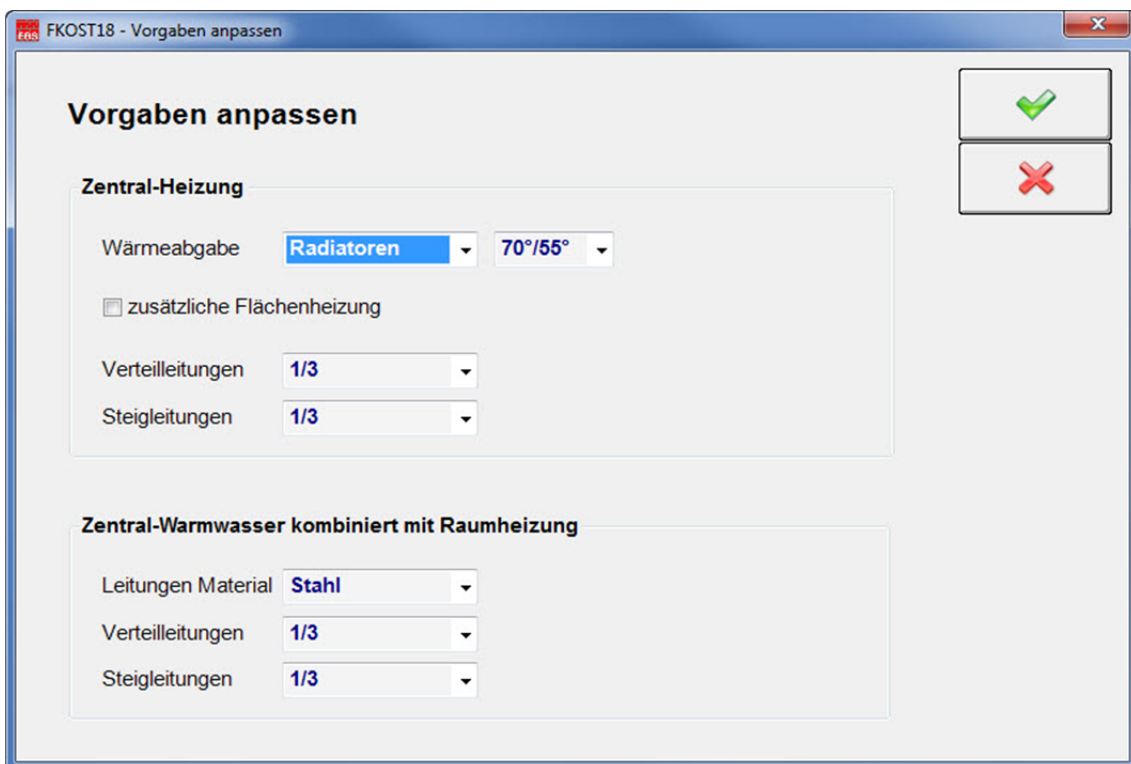 EBS FKOST18 - Vorgaben anpassen
Vorgaben anpassen
Zentral-Heizung
Wärmeabgabe Radiatoren 70°/55°
zusätzliche Flächenheizung
Verteilleitungen 1/3
Steigleitungen 1/3
Zentral-Warmwasser kombiniert mit Raumheizung
Leitungen Material Stahl
Verteilleitungen 1/3
Steigleitungen 1/3